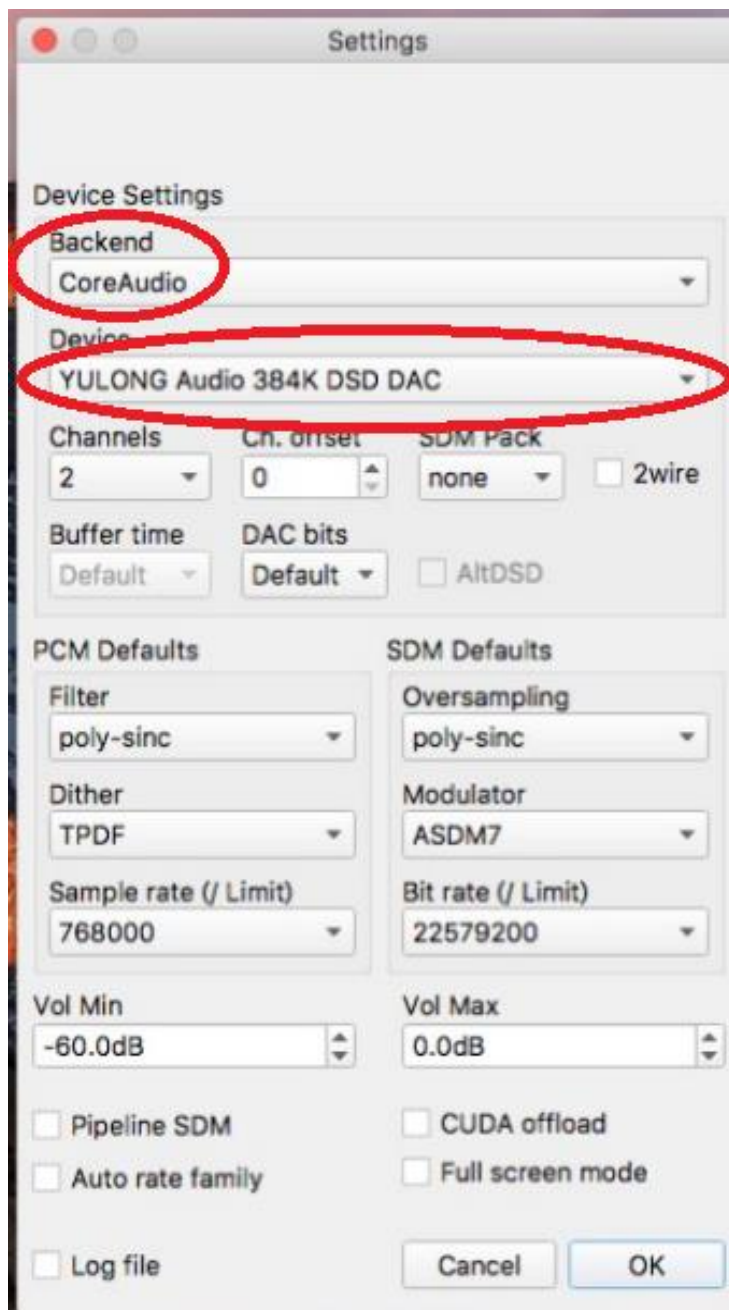 Settings
Device Settings
Backend
CoreAudio
Device
YULONG Audio 384K DSD DAC
Channels Ch. offset SDM Pack
2 0 none 2wire
Buffer time DAC bits
Default Default AltDSD
PCM Defaults SDM Defaults
Filter Oversampling
poly-sinc poly-sinc
Dither Modulator
TPDF ASDM7
Sample rate (/ Limit) Bit rate (/ Limit)
768000 22579200
Vol Min Vol Max
-60.0dB 0.0dB
Pipeline SDM CUDA offload
Auto rate family Full screen mode
Log file Cancel OK